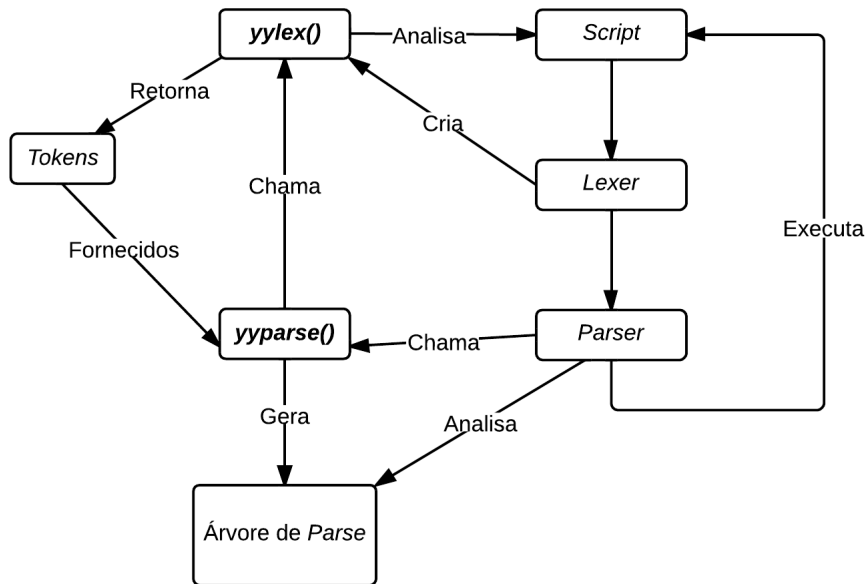 yylex()
Analisa
Script
Retorna
Cria
Tokens
Lexer
Chama
Executa
Fornecidos
yyparse()
Chama
Parser
Gera
Analisa
Árvore de Parse